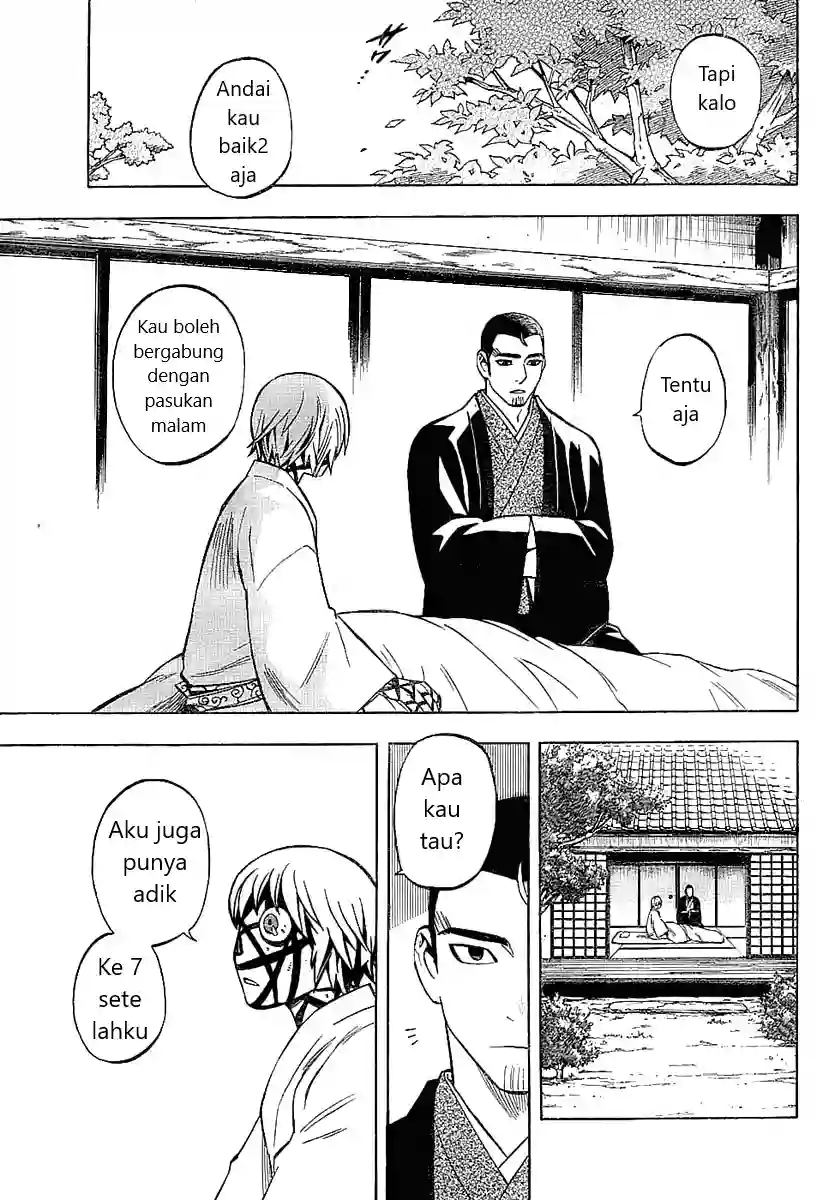 Tapi
kalo
Andai
kau
baik2
aja
Tentu
aja
Kau boleh
bergabung
dengan
pasukan
malam
Apa
kau
tau?
Aku juga
punya
adik
Ke 7
sete
lahku